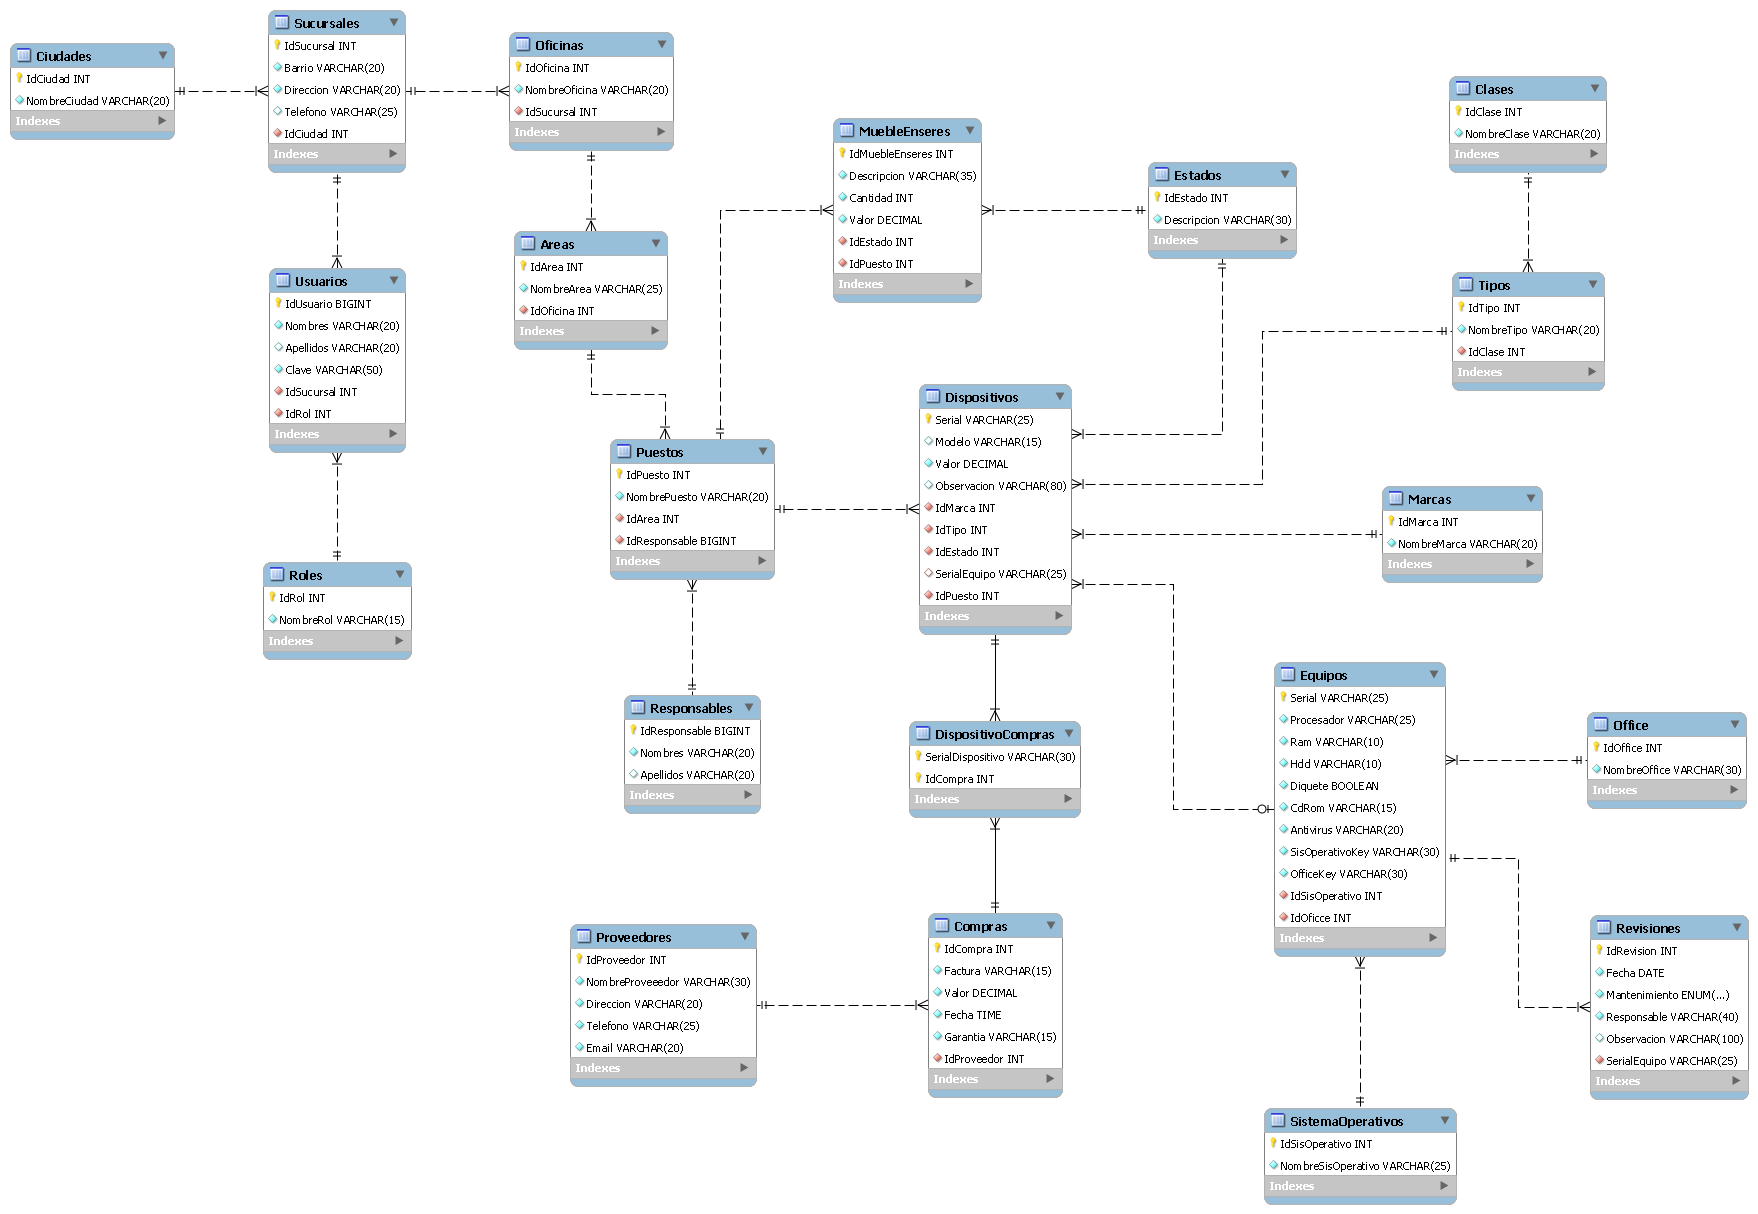 Ciudades
IdCiudad INT
NombreCiudad VARCHAR(20)
Indexes
Sucursales
IdSucursal INT
Barrio VARCHAR(20)
Direccion VARCHAR(20)
Telefono VARCHAR(25)
IdCiudad INT
Indexes
Oficinas
IdOficina INT
NombreOficina VARCHAR(20)
IdSucursal INT
Indexes
MuebleEnseres
IdMuebleEnseres INT
Descripcion VARCHAR(35)
Cantidad INT
Valor DECIMAL
IdEstado INT
IdPuesto INT
Indexes
Estados
IdEstado INT
Descripcion VARCHAR(30)
Indexes
Clases
IdClase INT
NombreClase VARCHAR(20)
Indexes
Usuarios
IdUsuario BIGINT
Nombres VARCHAR(20)
Apellidos VARCHAR(20)
Clave VARCHAR(50)
IdSucursal INT
IdRol INT
Indexes
Areas
IdArea INT
NombreArea VARCHAR(25)
IdOficina INT
Indexes
Tipos
IdTipo INT
NombreTipo VARCHAR(20)
IdClase INT
Indexes
Puestos
IdPuesto INT
NombrePuesto VARCHAR(20)
IdArea INT
IdResponsable BIGINT
Indexes
Dispositivos
Serial VARCHAR(25)
Modelo VARCHAR(15)
Valor DECIMAL
Observacion VARCHAR(80)
IdMarca INT
IdTipo INT
IdEstado INT
SerialEquipo VARCHAR(25)
IdPuesto INT
Indexes
Marcas
IdMarca INT
NombreMarca VARCHAR(20)
Indexes
Roles
IdRol INT
NombreRol VARCHAR(15)
Indexes
Responsables
IdResponsable BIGINT
Nombres VARCHAR(20)
Apellidos VARCHAR(20)
Indexes
DispositivoCompras
SerialDispositivo VARCHAR(30)
IdCompra INT
Indexes
Equipos
Serial VARCHAR(25)
Procesador VARCHAR(25)
Ram VARCHAR(10)
Hdd VARCHAR(10)
Diquete BOOLEAN
CdRom VARCHAR(15)
Antivirus VARCHAR(20)
SisOperativoKey VARCHAR(30)
OfficeKey VARCHAR(30)
IdSisOperativo INT
IdOficce INT
Indexes
Office
IdOffice INT
NombreOffice VARCHAR(30)
Indexes
Proveedores
IdProveedor INT
NombreProveeedor VARCHAR(30)
Direccion VARCHAR(20)
Telefono VARCHAR(25)
Email VARCHAR(20)
Indexes
Compras
IdCompra INT
Factura VARCHAR(15)
Valor DECIMAL
Fecha TIME
Garantia VARCHAR(15)
IdProveedor INT
Indexes
Revisiones
IdRevision INT
Fecha DATE
Mantenimiento ENUM(...)
Responsable VARCHAR(40)
Observacion VARCHAR(100)
SerialEquipo VARCHAR(25)
Indexes
SistemaOperativos
IdSisOperativo INT
NombreSisOperativo VARCHAR(25)
Indexes